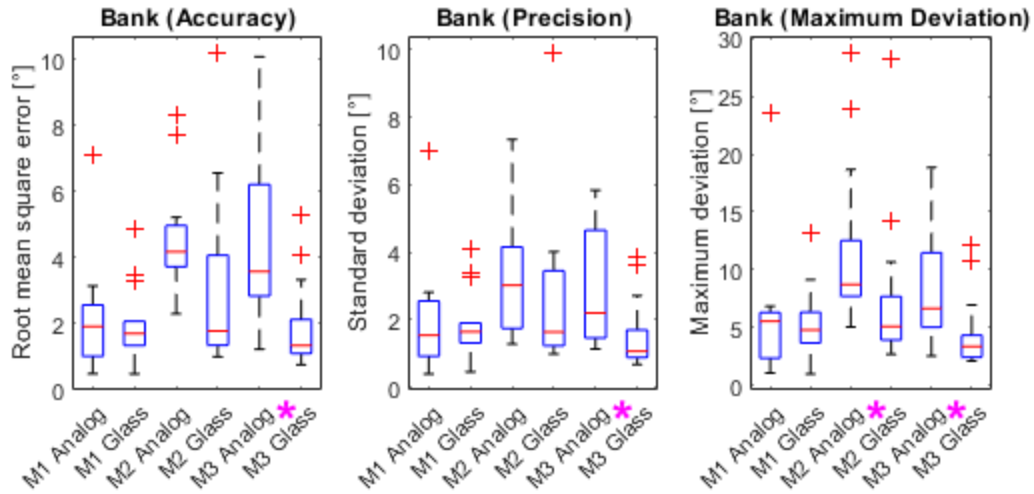 Bank (Accuracy)
Root mean square error [°]
10
8
6
4
2
0
M1 Analog
M1 Glass
M2 Analog
M2 Glass
M3 Analog
*
M3 Glass
Bank (Precision)
Standard deviation [°]
10
8
6
4
2
0
M1 Analog
M1 Glass
M2 Analog
M2 Glass
M3 Analog
*
M3 Glass
Bank (Maximum Deviation)
Maximum deviation [°]
30
25
20
15
10
5
0
M1 Analog
M1 Glass
M2 Analog
*
M2 Glass
M3 Analog
*
M3 Glass